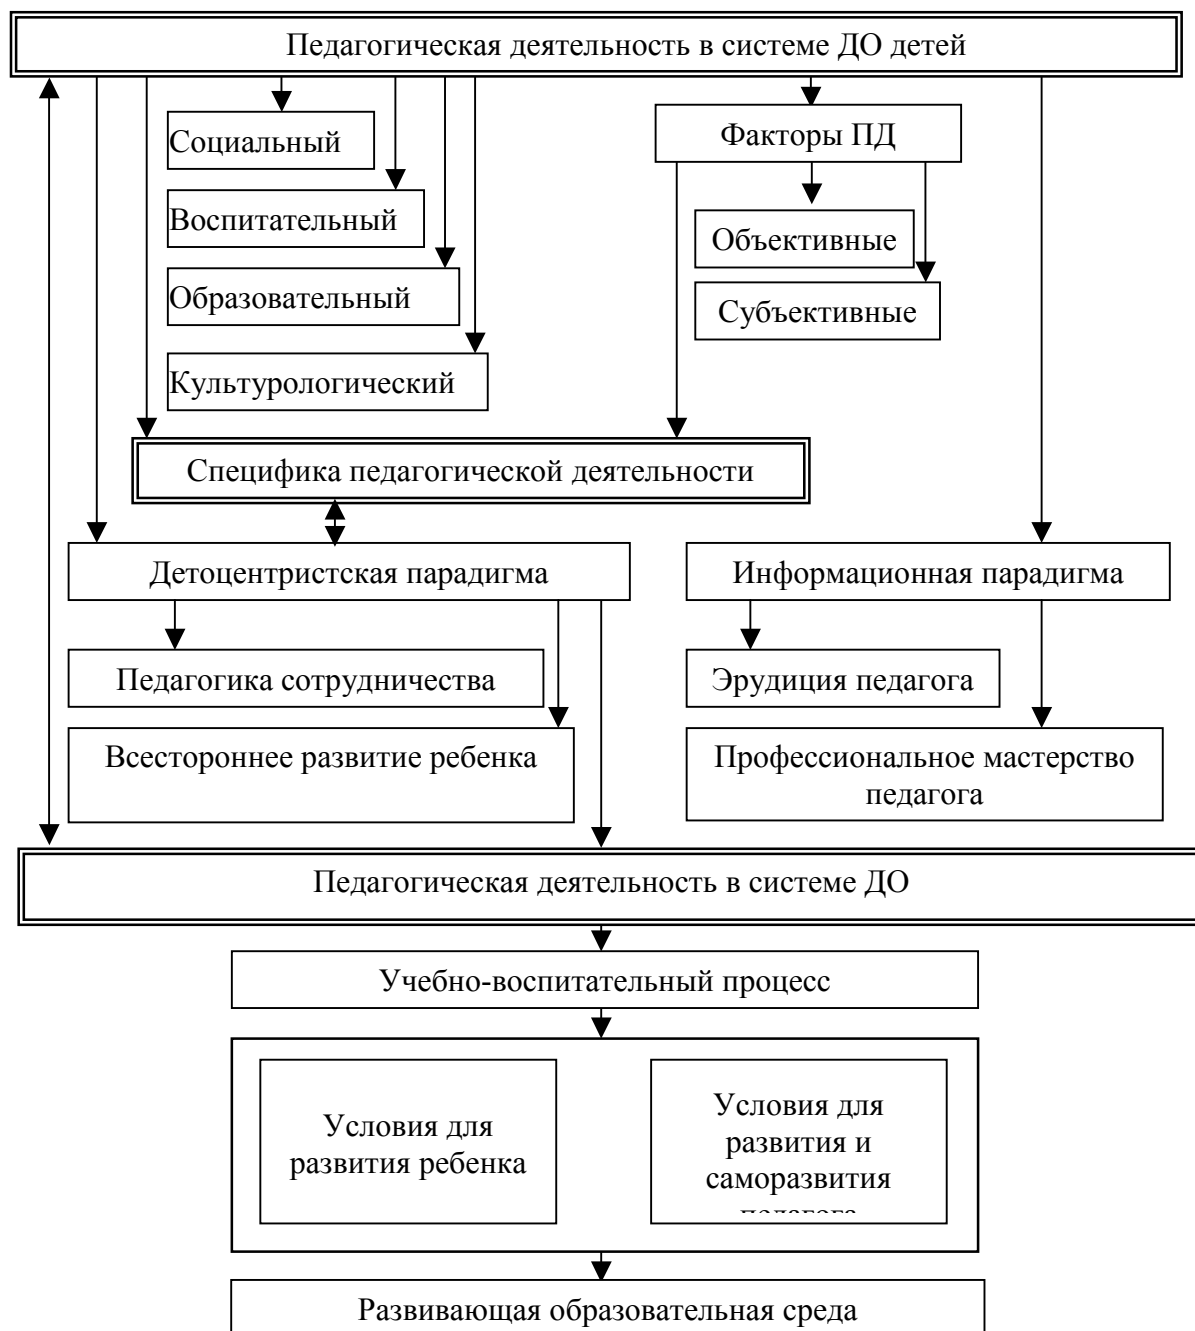 Педагогическая деятельность в системе ДО детей
Социальный
Факторы ПД
Воспитательный
Объективные
Образовательный
Субъективные
Культурологический
Специфика педагогической деятельности
Детоцентристская парадигма
Информационная парадигма
Педагогика сотрудничества
Эрудиция педагога
Всестороннее развитие ребенка
Профессиональное мастерство
педагога
Педагогическая деятельность в системе ДО
Учебно-воспитательный процесс
Условия для
развития ребенка
Условия для
развития и
саморазвития
педагога
Развивающая образовательная среда